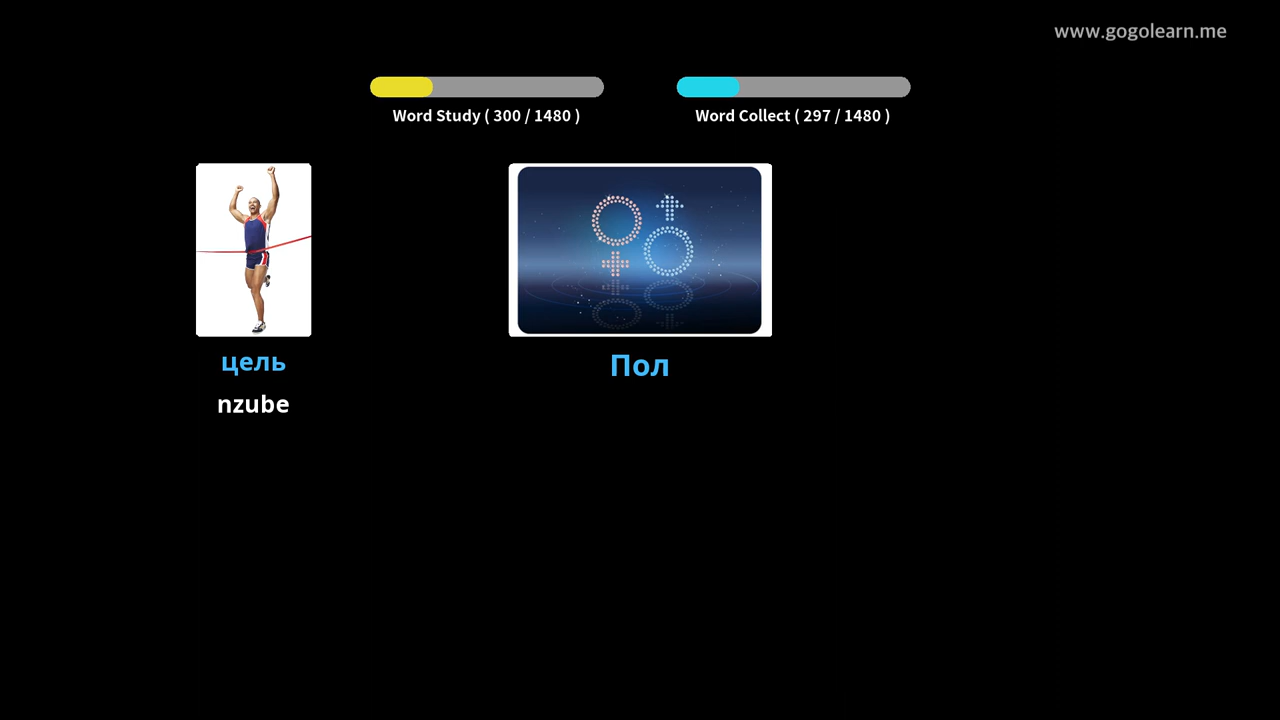 www.gogolearn.me
Word Study ( 300 / 1480 )
Word Collect ( 297 / 1480 )
цель
nzube
Пол